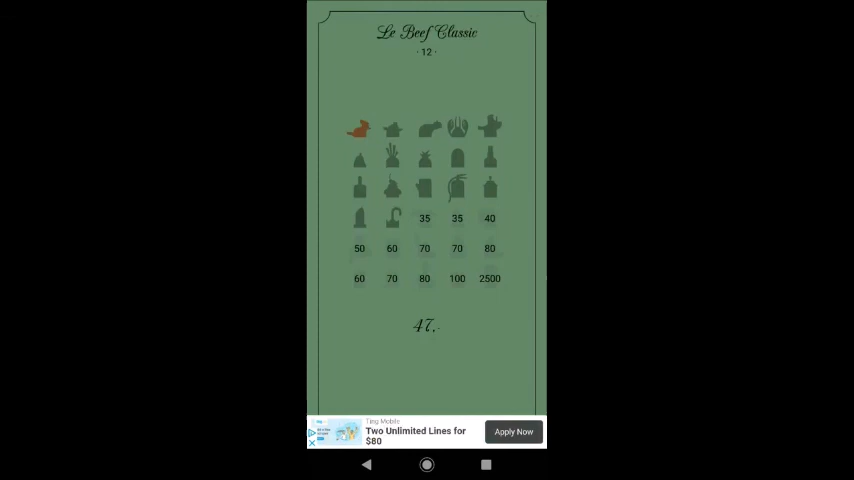 Le Beef Classic
· 12 ·
35 35 40
50 60 70 70 80
60 70 80 100 2500
47.-
Ting Mobile
Two Unlimited Lines for
$80
Apply Now